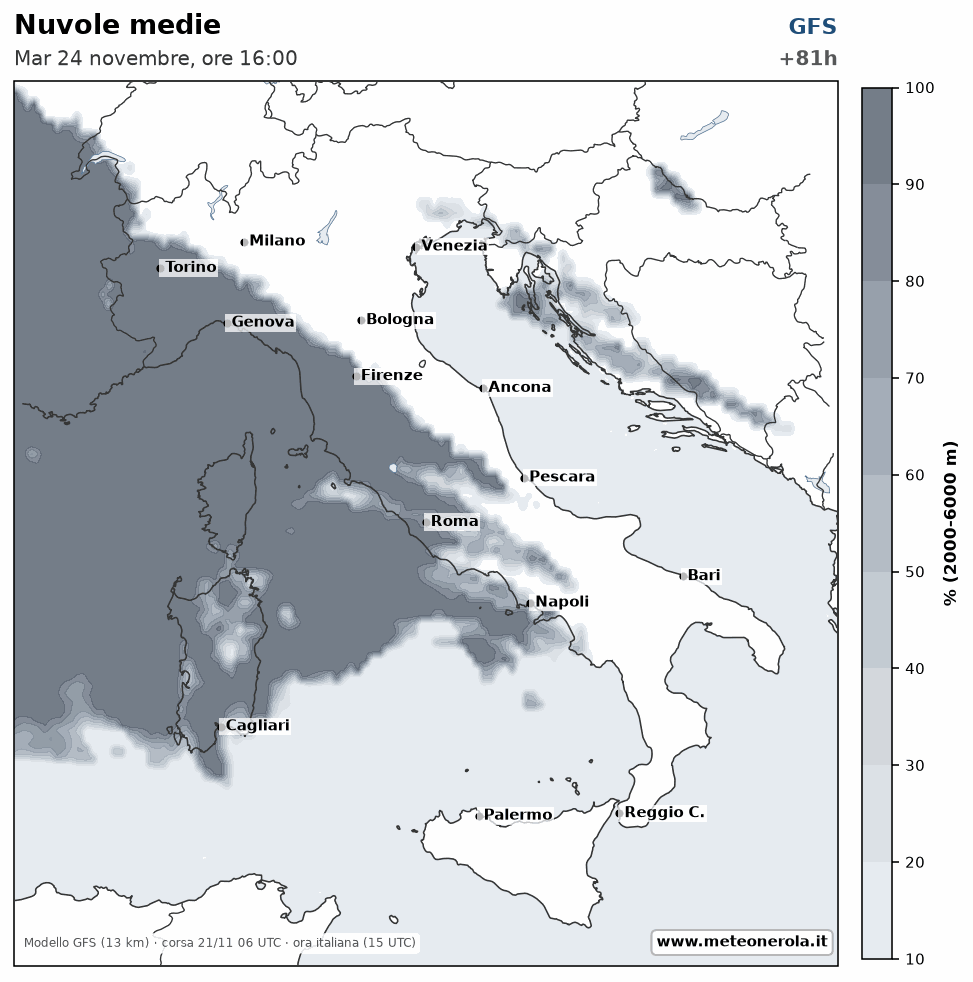 Nuvole medie
GFS
Mar 24 novembre, ore 16:00
+81h
Milano
Venezia
Torino
Genova
Bologna
Firenze
Ancona
Pescara
Roma
Bari
Napoli
Cagliari
Palermo
Reggio C.
100
90
80
70
60
50
40
30
20
10
% (2000-6000 m)
Modello GFS (13 km) · corsa 21/11 06 UTC · ora italiana (15 UTC)
www.meteonerola.it